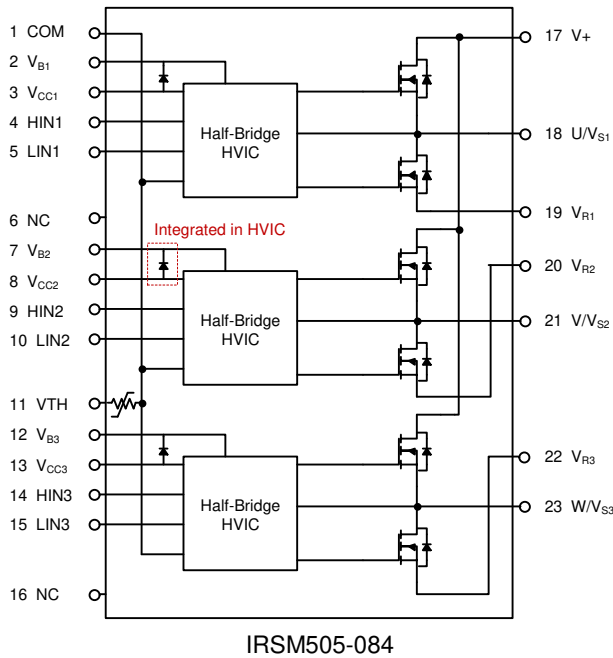 1 COM
2 VB1
3 VCC1
4 HIN1
5 LIN1
6 NC
7 VB2
8 VCC2
9 HIN2
10 LIN2
11 VTH
12 VB3
13 VCC3
14 HIN3
15 LIN3
16 NC
Half-Bridge
HVIC
Integrated in HVIC
Half-Bridge
HVIC
Half-Bridge
HVIC
17 V+
18 U/VS1
19 VR1
20 VR2
21 V/VS2
22 VR3
23 W/VS3
IRSM505-084